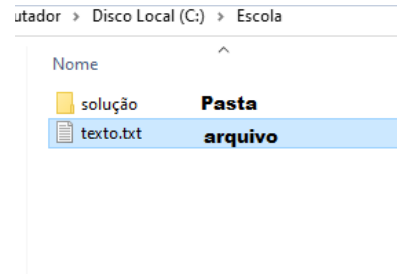 utador > Disco Local (C:) > Escola
Nome
solução Pasta
texto.txt arquivo